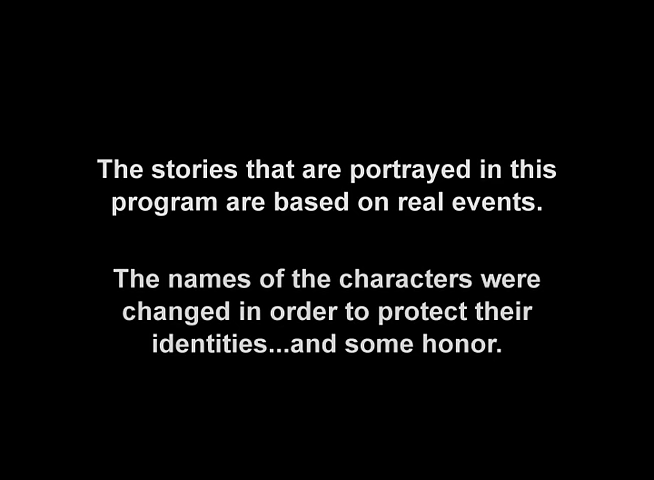 The stories that are portrayed in this
program are based on real events.
The names of the characters were
changed in order to protect their
identities...and some honor.